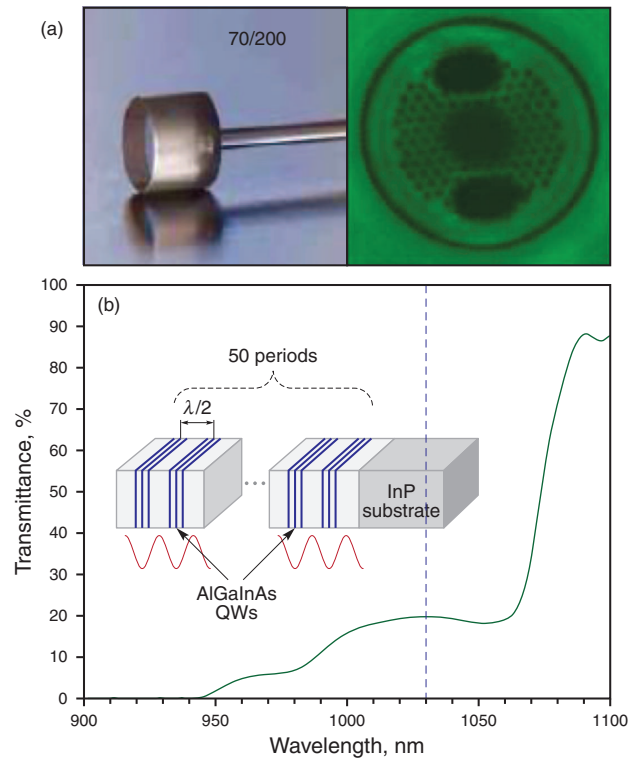 (a)
70/200
(b)
50 periods
λ/2
InP
substrate
AlGaInAs
QWs
Transmittance, %
100
90
80
70
60
50
40
30
20
10
0
900
950
1000
1050
1100
Wavelength, nm